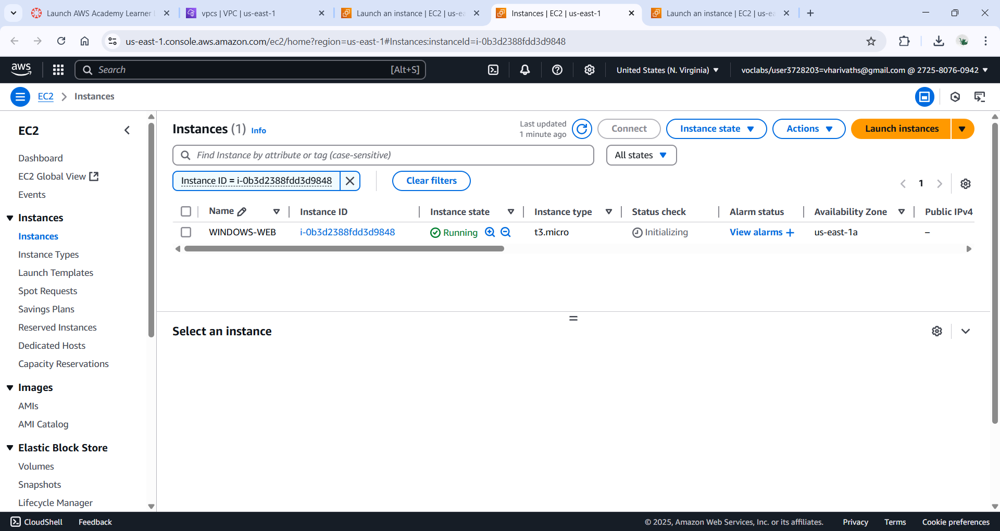 Launch AWS Academy Learner L
vpcs | VPC | us-east-1
Launch an instance | EC2 | us-ea
Instances | EC2 | us-east-1
Launch an instance | EC2 | us-ea
us-east-1.console.aws.amazon.com/ec2/home?region=us-east-1#Instances:instanceId=i-0b3d2388fdd3d9848
aws
Search
[Alt+S]
United States (N. Virginia)
voclabs/user3728203=vharivaths@gmail.com @ 2725-8076-0942
EC2
Instances
EC2
Dashboard
EC2 Global View
Events
Instances
Instances
Instance Types
Launch Templates
Spot Requests
Savings Plans
Reserved Instances
Dedicated Hosts
Capacity Reservations
Images
AMIs
AMI Catalog
Elastic Block Store
Volumes
Snapshots
Lifecycle Manager
Instances (1) Info
Last updated
1 minute ago
Connect
Instance state
Actions
Launch instances
Find Instance by attribute or tag (case-sensitive)
All states
Instance ID = i-0b3d2388fdd3d9848
Clear filters
1
Name
Instance ID
Instance state
Instance type
Status check
Alarm status
Availability Zone
Public IPv4
WINDOWS-WEB
i-0b3d2388fdd3d9848
Running
t3.micro
Initializing
View alarms +
us-east-1a
–
Select an instance
CloudShell
Feedback
© 2025, Amazon Web Services, Inc. or its affiliates.
Privacy
Terms
Cookie preferences